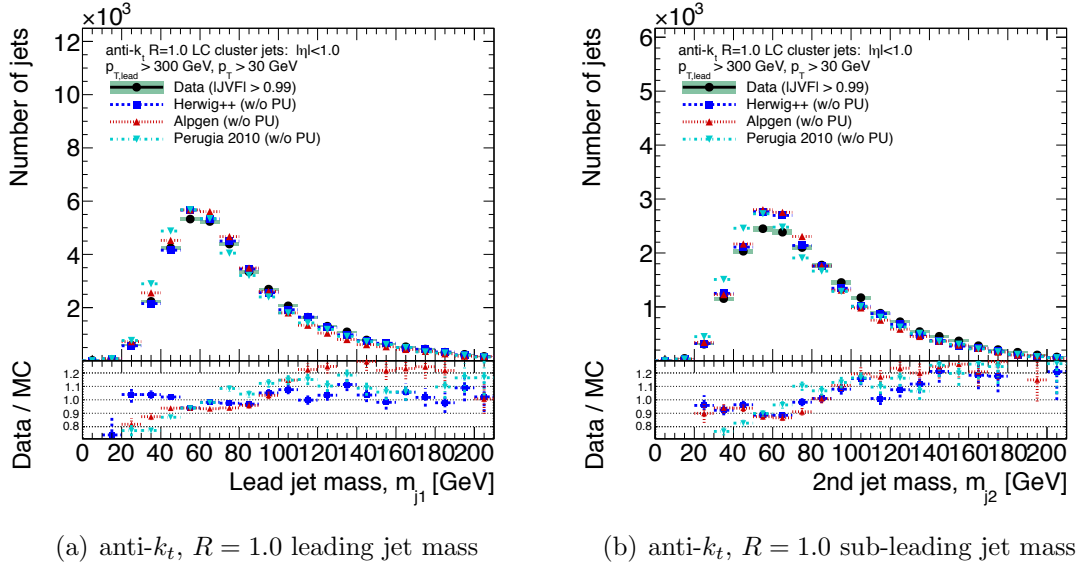 ×10³
Number of jets
12
10
8
6
4
2
anti-k_t R=1.0 LC cluster jets: |η|<1.0
p_T,lead > 300 GeV, p_T > 30 GeV
Data (|JVF| > 0.99)
Herwig++ (w/o PU)
Alpgen (w/o PU)
Perugia 2010 (w/o PU)
Data / MC
1.2
1.1
1.0
0.9
0.8
0 20 40 60 80 100 120 140 160 180 200
Lead jet mass, m_j1 [GeV]
(a) anti-k_t, R = 1.0 leading jet mass
×10³
Number of jets
6
5
4
3
2
1
anti-k_t R=1.0 LC cluster jets: |η|<1.0
p_T,lead > 300 GeV, p_T > 30 GeV
Data (|JVF| > 0.99)
Herwig++ (w/o PU)
Alpgen (w/o PU)
Perugia 2010 (w/o PU)
Data / MC
1.2
1.1
1.0
0.9
0.8
0 20 40 60 80 100 120 140 160 180 200
2nd jet mass, m_j2 [GeV]
(b) anti-k_t, R = 1.0 sub-leading jet mass